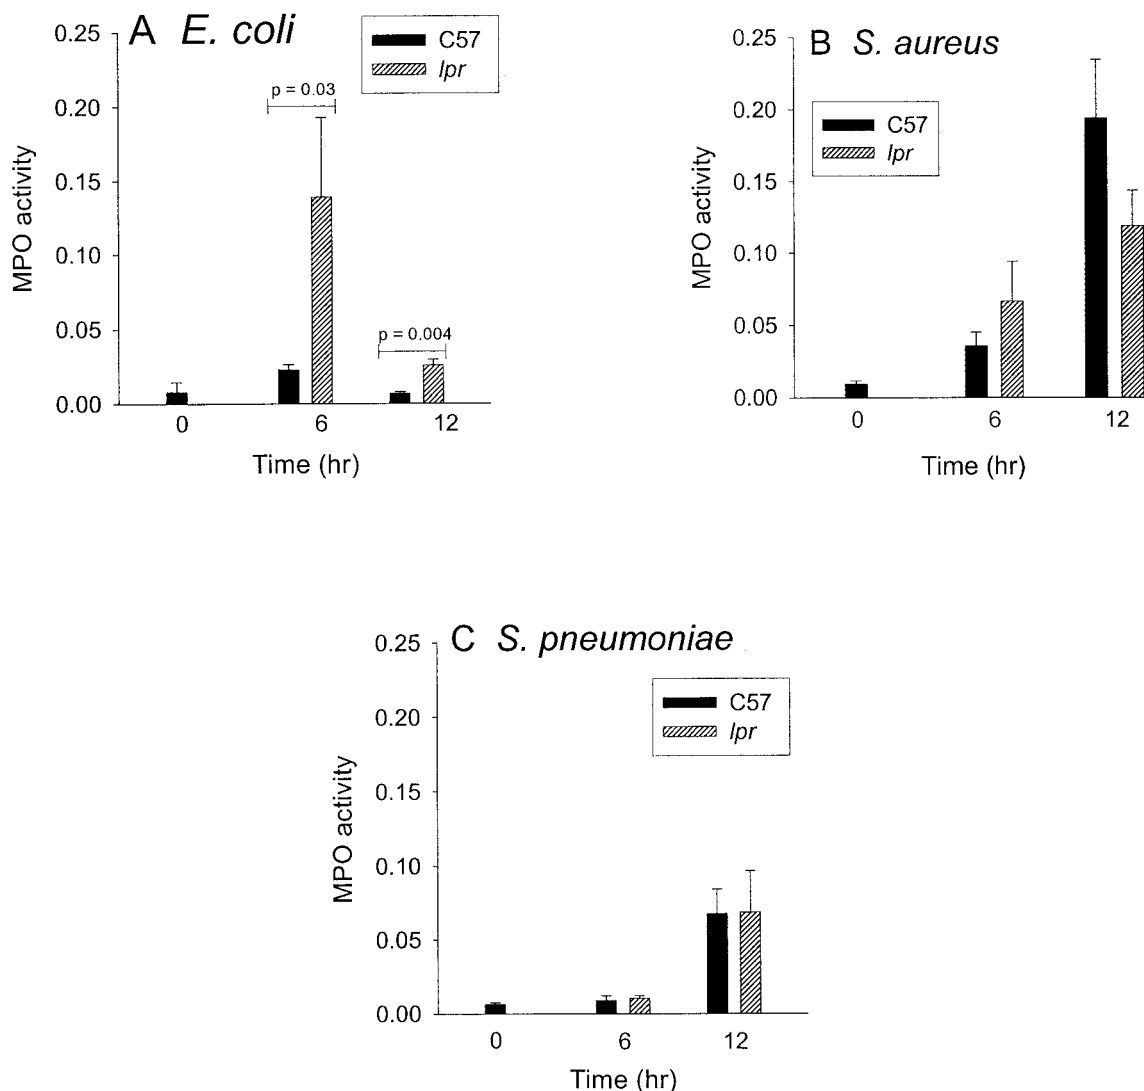 A E. coli
C57
lpr
p = 0.03
p = 0.004
0.25
0.20
0.15
0.10
0.05
0.00
MPO activity
0 6 12
Time (hr)
B S. aureus
C57
lpr
0.25
0.20
0.15
0.10
0.05
0.00
MPO activity
0 6 12
Time (hr)
C S. pneumoniae
C57
lpr
0.25
0.20
0.15
0.10
0.05
0.00
MPO activity
0 6 12
Time (hr)